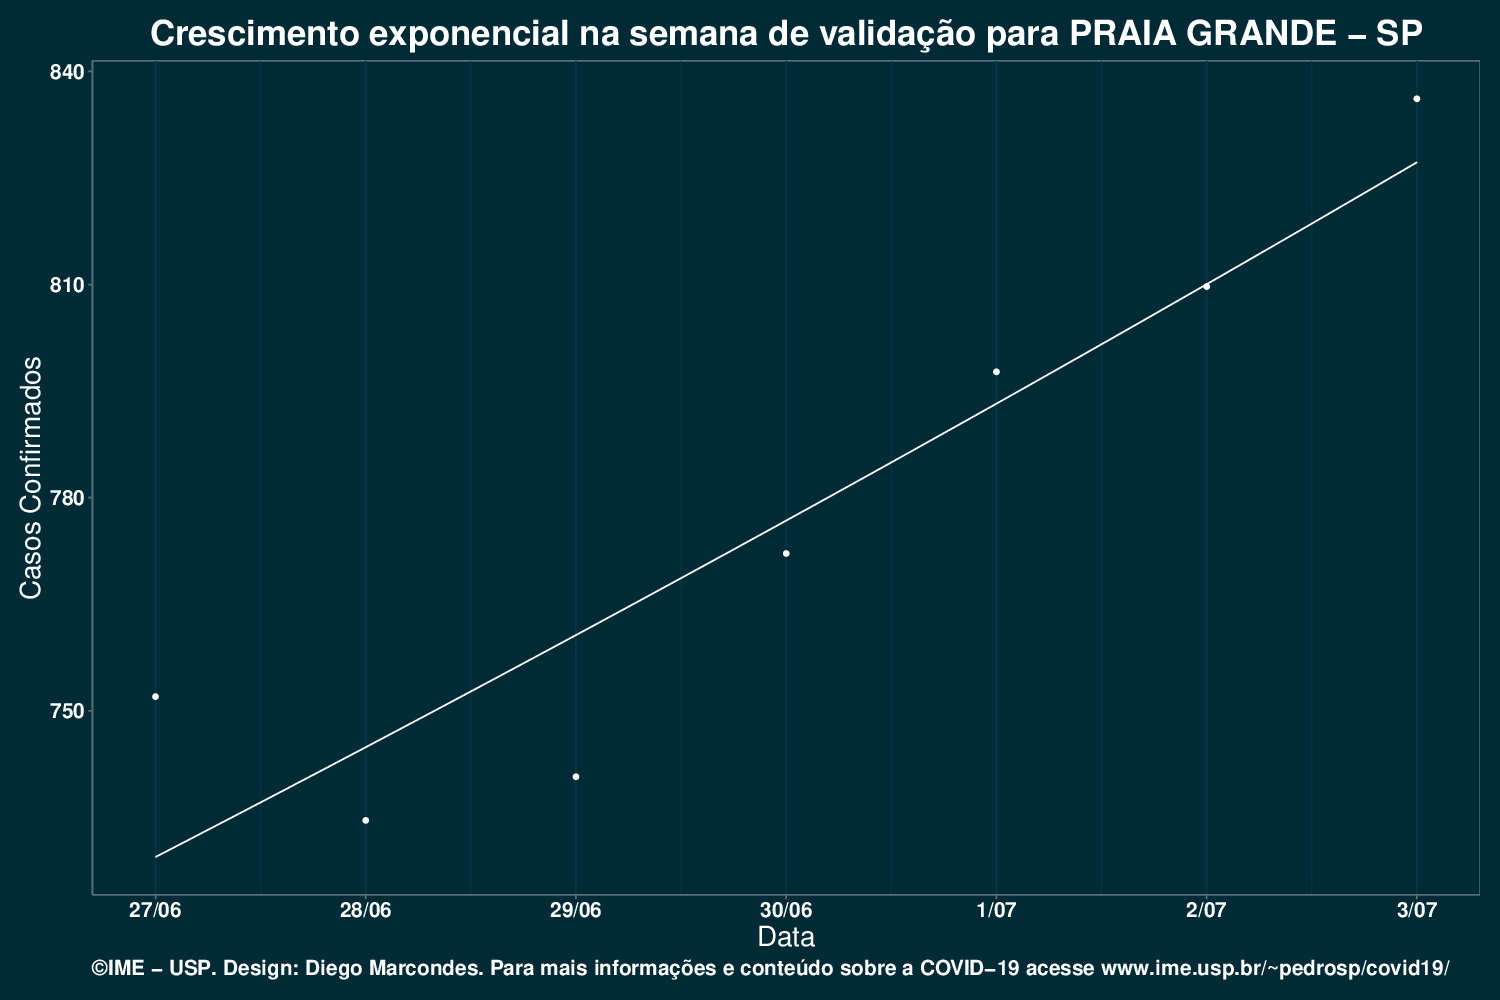 Crescimento exponencial na semana de validação para PRAIA GRANDE – SP
840
810
780
750
Casos Confirmados
27/06 28/06 29/06 30/06 1/07 2/07 3/07
Data
©IME – USP. Design: Diego Marcondes. Para mais informações e conteúdo sobre a COVID–19 acesse www.ime.usp.br/~pedrosp/covid19/